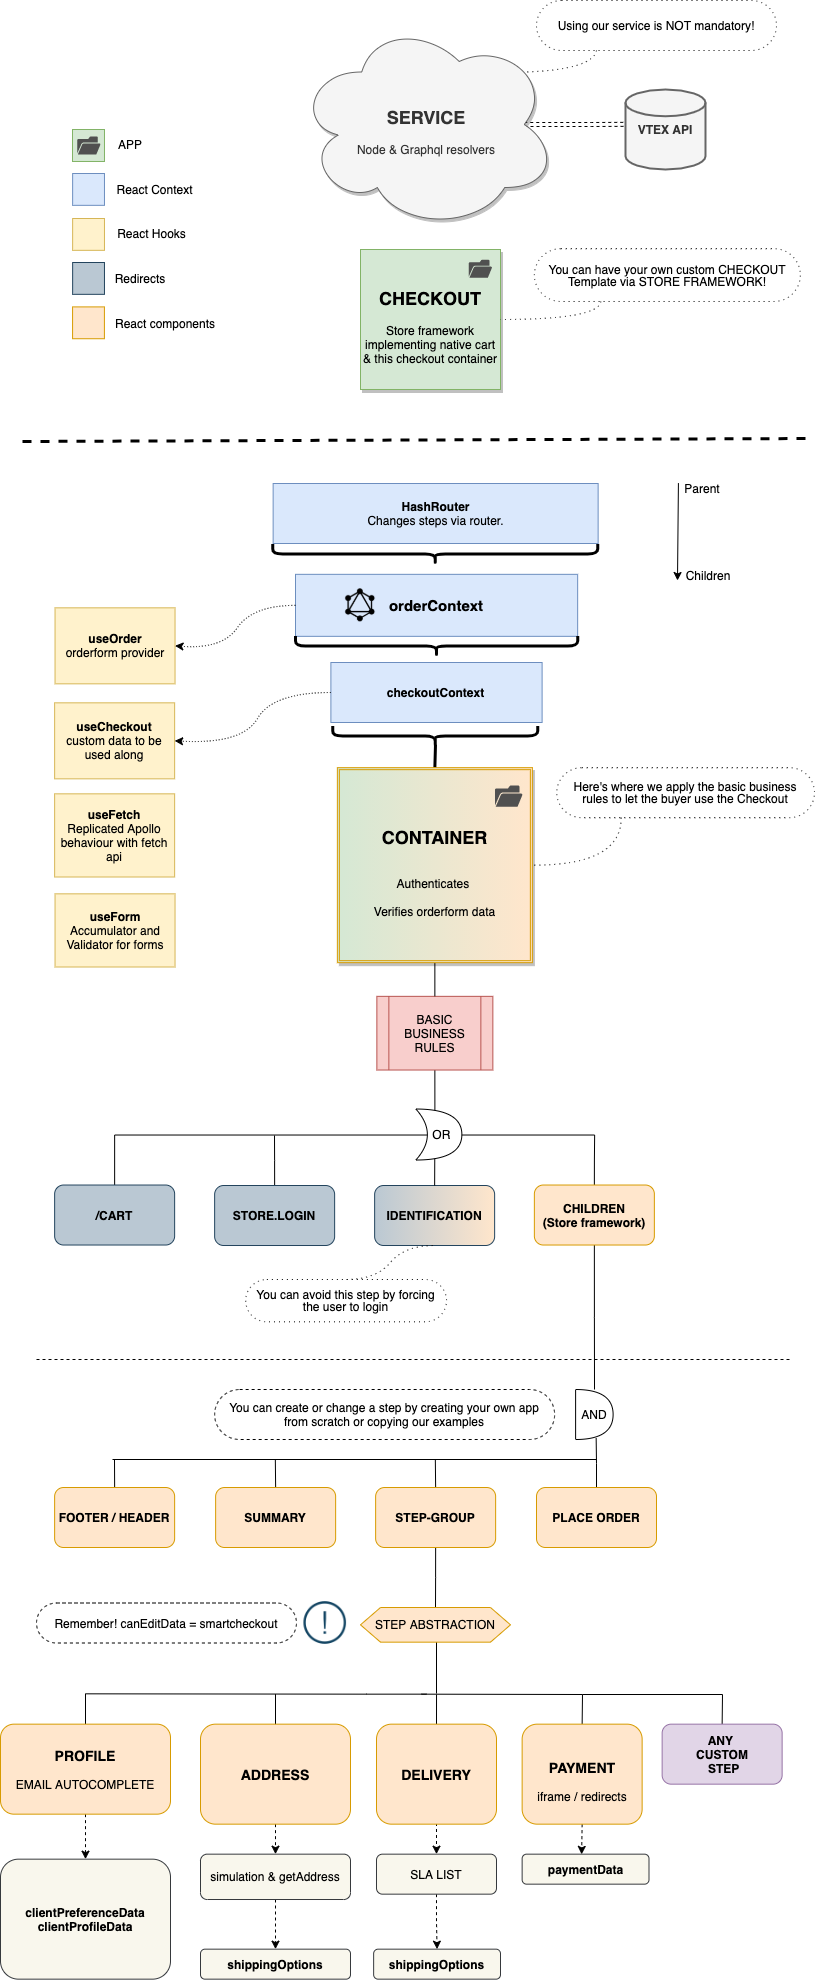 Using our service is NOT mandatory!
SERVICE
Node & Graphql resolvers
VTEX API
APP
React Context
React Hooks
Redirects
React components
CHECKOUT
Store framework
implementing native cart
& this checkout container
You can have your own custom CHECKOUT
Template via STORE FRAMEWORK!
HashRouter
Changes steps via router.
Parent
Children
orderContext
useOrder
orderform provider
checkoutContext
useCheckout
custom data to be
used along
useFetch
Replicated Apollo
behaviour with fetch
api
useForm
Accumulator and
Validator for forms
CONTAINER
Authenticates
Verifies orderform data
Here's where we apply the basic business
rules to let the buyer use the Checkout
BASIC
BUSINESS
RULES
OR
/CART
STORE.LOGIN
IDENTIFICATION
CHILDREN
(Store framework)
You can avoid this step by forcing
the user to login
You can create or change a step by creating your own app
from scratch or copying our examples
AND
FOOTER / HEADER
SUMMARY
STEP-GROUP
PLACE ORDER
Remember! canEditData = smartcheckout
!
STEP ABSTRACTION
PROFILE
EMAIL AUTOCOMPLETE
ADDRESS
DELIVERY
PAYMENT
iframe / redirects
ANY
CUSTOM
STEP
clientPreferenceData
clientProfileData
simulation & getAddress
SLA LIST
paymentData
shippingOptions
shippingOptions